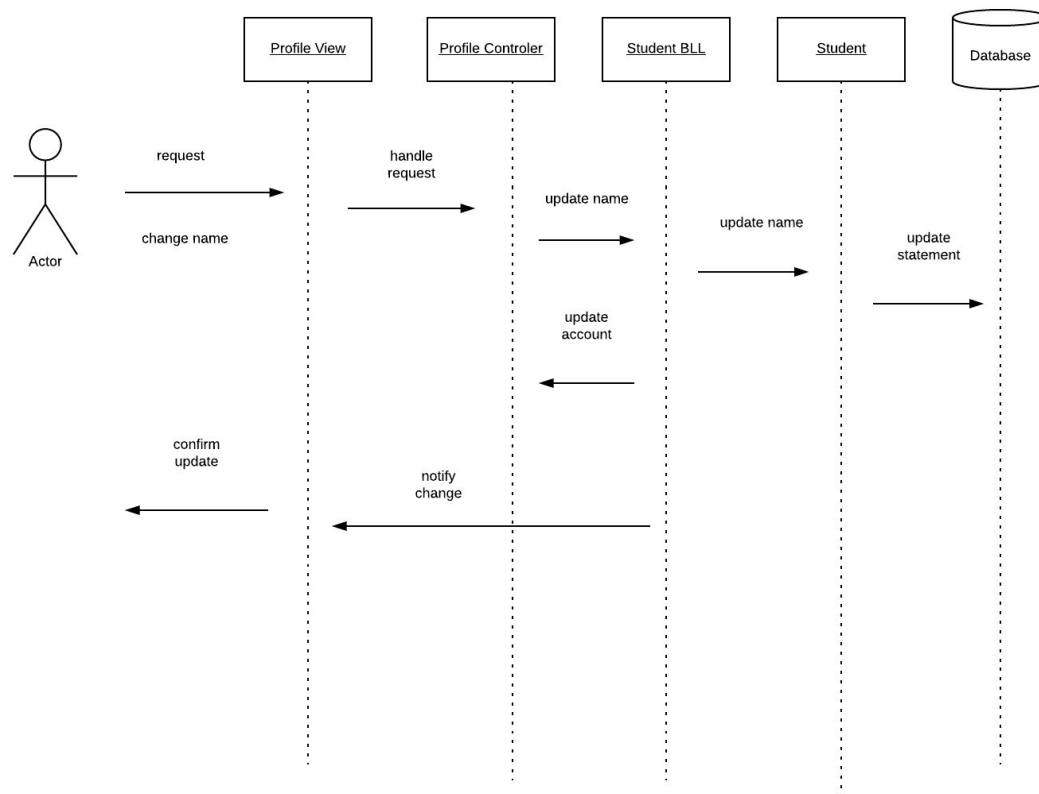 Profile View
Profile Controler
Student BLL
Student
Database
request
handle
request
update name
update name
change name
update
statement
Actor
update
account
confirm
update
notify
change